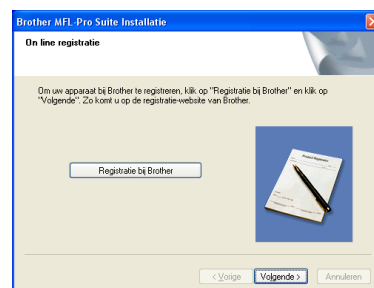 Brother MFL-Pro Suite Installatie
On line registratie
Om uw apparaat bij Brother te registreren, klik op "Registratie bij Brother" en klik op
"Volgende". Zo komt u op de registratie-website van Brother.
Registratie bij Brother
< Vorige
Volgende >
Annuleren